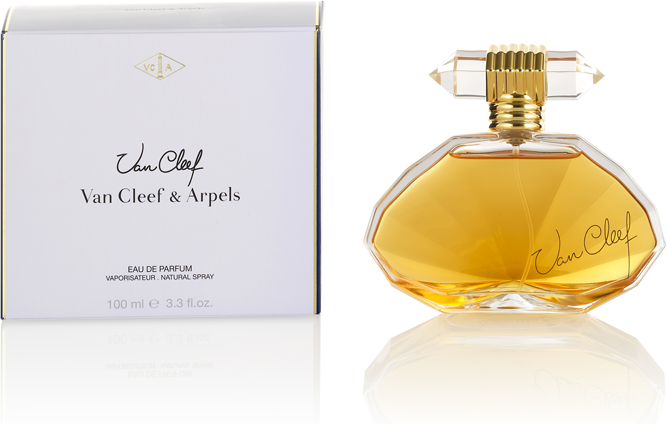 VC A
Van Cleef
Van Cleef & Arpels
EAU DE PARFUM
VAPORISATEUR . NATURAL SPRAY
100 ml ℮ 3.3 fl.oz.
Van Cleef